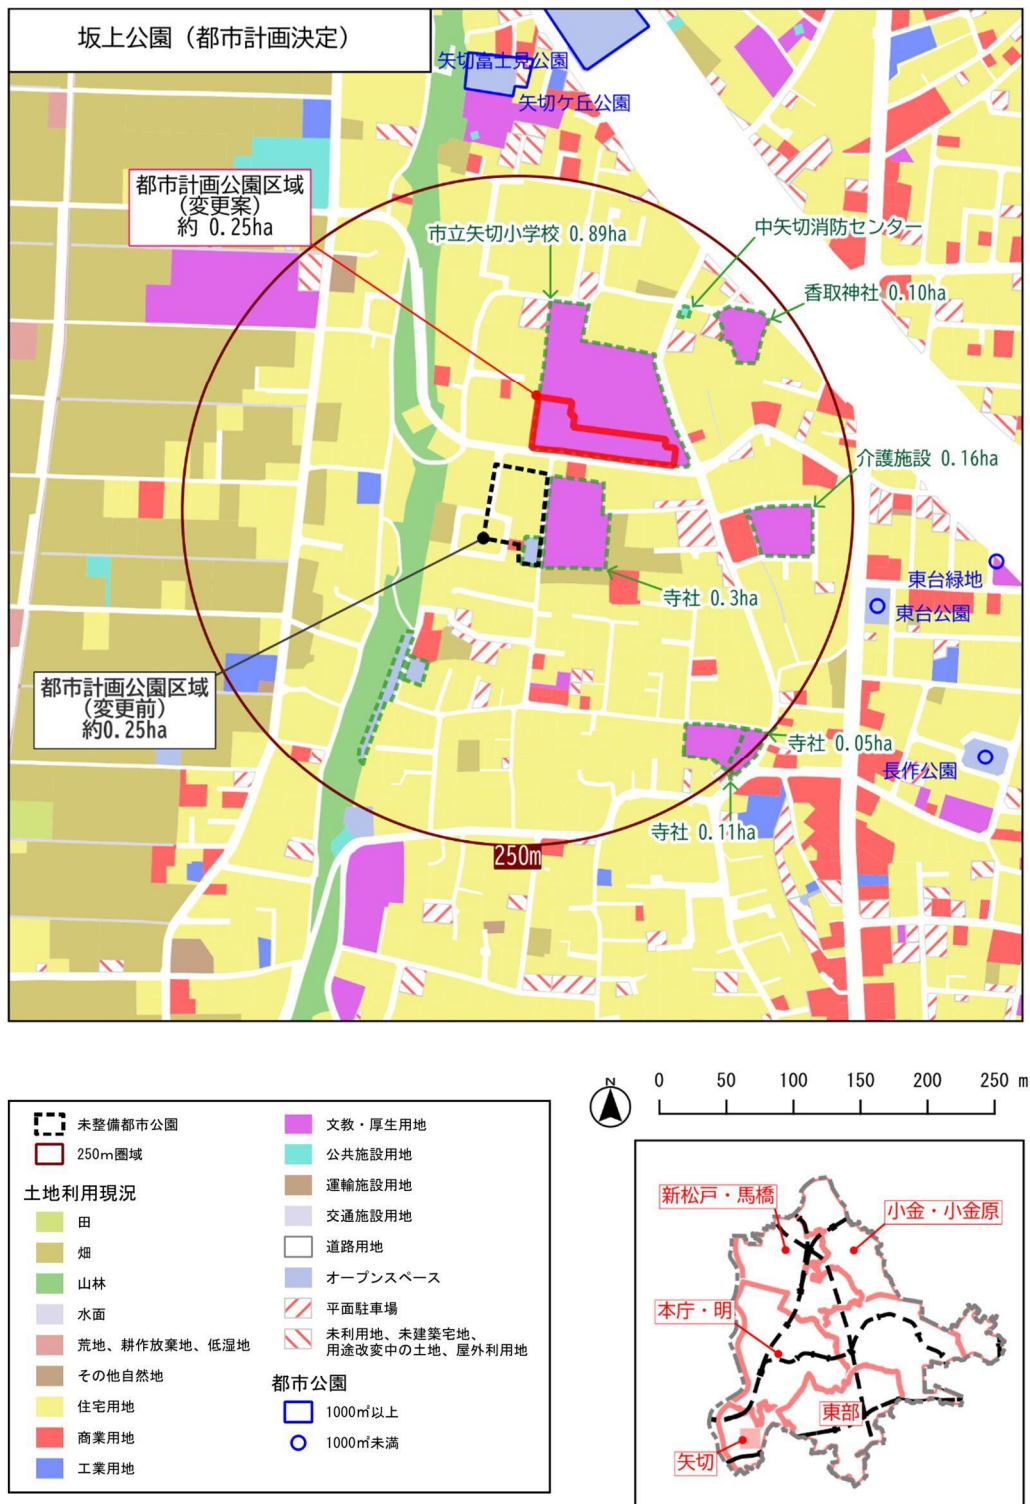 坂上公園（都市計画決定）
矢切富士見公園
矢切ケ丘公園
都市計画公園区域
（変更案）
約 0.25ha
市立矢切小学校 0.89ha
中矢切消防センター
香取神社 0.10ha
介護施設 0.16ha
東台緑地
東台公園
寺社 0.3ha
都市計画公園区域
（変更前）
約0.25ha
寺社 0.05ha
長作公園
寺社 0.11ha
250m
N
0 50 100 150 200 250 m
未整備都市公園
250m圏域
土地利用現況
田
畑
山林
水面
荒地、耕作放棄地、低湿地
その他自然地
住宅用地
商業用地
工業用地
文教・厚生用地
公共施設用地
運輸施設用地
交通施設用地
道路用地
オープンスペース
平面駐車場
未利用地、未建築宅地、
用途改変中の土地、屋外利用地
都市公園
1000㎡以上
1000㎡未満
新松戸・馬橋
小金・小金原
本庁・明
東部
矢切